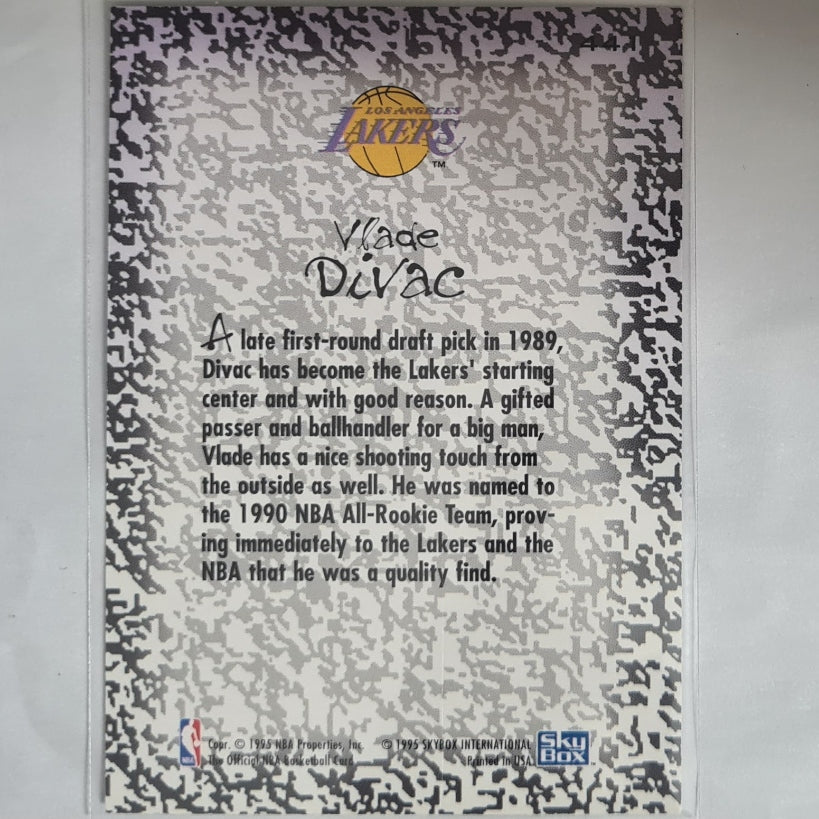 LOS ANGELES
LAKERS
TM
Vlade
Divac
A late first-round draft pick in 1989,
Divac has become the Lakers' starting
center and with good reason. A gifted
passer and ballhandler for a big man,
Vlade has a nice shooting touch from
the outside as well. He was named to
the 1990 NBA All-Rookie Team, prov-
ing immediately to the Lakers and the
NBA that he was a quality find.
Copr. © 1995 NBA Properties, Inc. © 1995 SKYBOX INTERNATIONAL
The Official NBA Basketball Card Printed in USA
NBA
Sky
Box